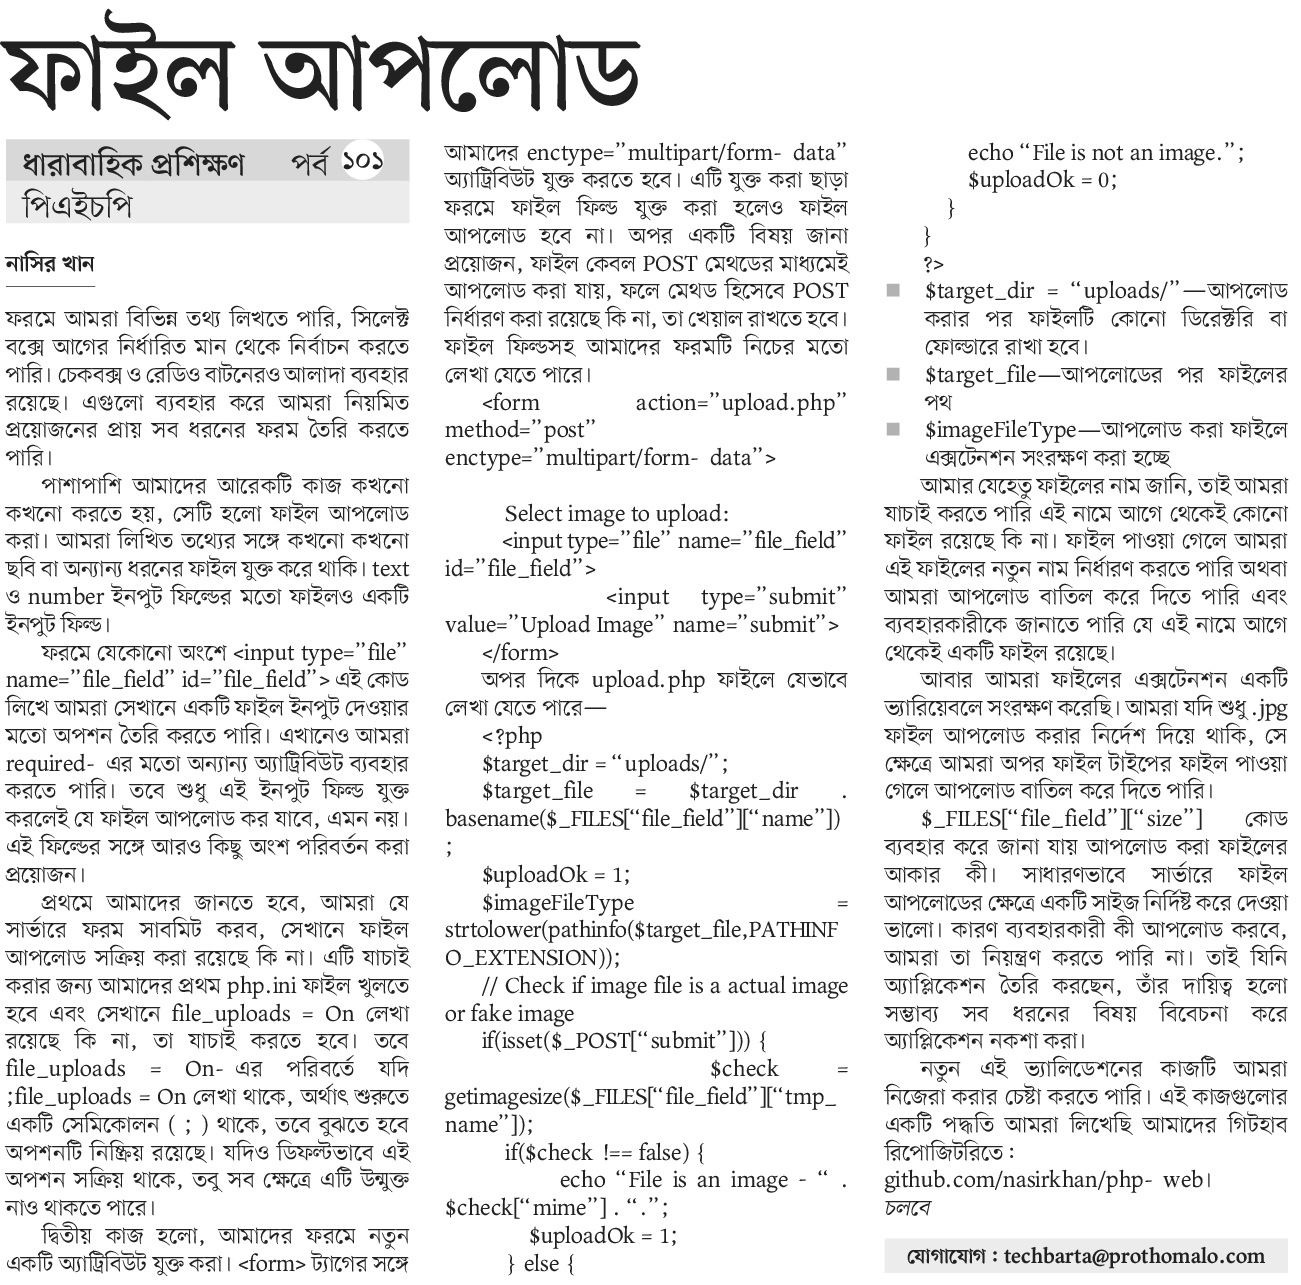 ফাইল আপলোড
ধারাবাহিক প্রশিক্ষণ পর্ব ১০১
পিএইচপি
নাসির খান
ফরমে আমরা বিভিন্ন তথ্য লিখতে পারি, সিলেক্ট
বক্সে আগের নির্ধারিত মান থেকে নির্বাচন করতে
পারি। চেকবক্স ও রেডিও বাটনেরও আলাদা ব্যবহার
রয়েছে। এগুলো ব্যবহার করে আমরা নিয়মিত
প্রয়োজনের প্রায় সব ধরনের ফরম তৈরি করতে
পারি।
পাশাপাশি আমাদের আরেকটি কাজ কখনো
কখনো করতে হয়, সেটি হলো ফাইল আপলোড
করা। আমরা লিখিত তথ্যের সঙ্গে কখনো কখনো
ছবি বা অন্যান্য ধরনের ফাইল যুক্ত করে থাকি। text
ও number ইনপুট ফিল্ডের মতো ফাইলও একটি
ইনপুট ফিল্ড।
ফরমে যেকোনো অংশে <input type=”file”
name=”file_field” id=”file_field”> এই কোড
লিখে আমরা সেখানে একটি ফাইল ইনপুট দেওয়ার
মতো অপশন তৈরি করতে পারি। এখানেও আমরা
required- এর মতো অন্যান্য অ্যাট্রিবিউট ব্যবহার
করতে পারি। তবে শুধু এই ইনপুট ফিল্ড যুক্ত
করলেই যে ফাইল আপলোড কর যাবে, এমন নয়।
এই ফিল্ডের সঙ্গে আরও কিছু অংশ পরিবর্তন করা
প্রয়োজন।
প্রথমে আমাদের জানতে হবে, আমরা যে
সার্ভারে ফরম সাবমিট করব, সেখানে ফাইল
আপলোড সক্রিয় করা রয়েছে কি না। এটি যাচাই
করার জন্য আমাদের প্রথম php.ini ফাইল খুলতে
হবে এবং সেখানে file_uploads = On লেখা
রয়েছে কি না, তা যাচাই করতে হবে। তবে
file_uploads = On- এর পরিবর্তে যদি
;file_uploads = On লেখা থাকে, অর্থাৎ শুরুতে
একটি সেমিকোলন ( ; ) থাকে, তবে বুঝতে হবে
অপশনটি নিষ্ক্রিয় রয়েছে। যদিও ডিফল্টভাবে এই
অপশন সক্রিয় থাকে, তবু সব ক্ষেত্রে এটি উন্মুক্ত
নাও থাকতে পারে।
দ্বিতীয় কাজ হলো, আমাদের ফরমে নতুন
একটি অ্যাট্রিবিউট যুক্ত করা। <form> ট্যাগের সঙ্গে
আমাদের enctype=”multipart/form- data”
অ্যাট্রিবিউট যুক্ত করতে হবে। এটি যুক্ত করা ছাড়া
ফরমে ফাইল ফিল্ড যুক্ত করা হলেও ফাইল
আপলোড হবে না। অপর একটি বিষয় জানা
প্রয়োজন, ফাইল কেবল POST মেথডের মাধ্যমেই
আপলোড করা যায়, ফলে মেথড হিসেবে POST
নির্ধারণ করা রয়েছে কি না, তা খেয়াল রাখতে হবে।
ফাইল ফিল্ডসহ আমাদের ফরমটি নিচের মতো
লেখা যেতে পারে।
<form action=”upload.php”
method=”post”
enctype=”multipart/form- data”>
Select image to upload:
<input type=”file” name=”file_field”
id=”file_field”>
<input type=”submit”
value=”Upload Image” name=”submit”>
</form>
অপর দিকে upload.php ফাইলে যেভাবে
লেখা যেতে পারে—
<?php
$target_dir = “uploads/”;
$target_file = $target_dir .
basename($_FILES[“file_field”][“name”])
;
$uploadOk = 1;
$imageFileType =
strtolower(pathinfo($target_file,PATHINF
O_EXTENSION));
// Check if image file is a actual image
or fake image
if(isset($_POST[“submit”])) {
$check =
getimagesize($_FILES[“file_field”][“tmp_
name”]);
if($check !== false) {
echo “File is an image - “ .
$check[“mime”] . “.”;
$uploadOk = 1;
} else {
echo “File is not an image.”;
$uploadOk = 0;
}
}
?>
■ $target_dir = “uploads/”—আপলোড
করার পর ফাইলটি কোনো ডিরেক্টরি বা
ফোল্ডারে রাখা হবে।
■ $target_file—আপলোডের পর ফাইলের
পথ
■ $imageFileType—আপলোড করা ফাইলে
এক্সটেনশন সংরক্ষণ করা হচ্ছে
আমার যেহেতু ফাইলের নাম জানি, তাই আমরা
যাচাই করতে পারি এই নামে আগে থেকেই কোনো
ফাইল রয়েছে কি না। ফাইল পাওয়া গেলে আমরা
এই ফাইলের নতুন নাম নির্ধারণ করতে পারি অথবা
আমরা আপলোড বাতিল করে দিতে পারি এবং
ব্যবহারকারীকে জানাতে পারি যে এই নামে আগে
থেকেই একটি ফাইল রয়েছে।
আবার আমরা ফাইলের এক্সটেনশন একটি
ভ্যারিয়েবলে সংরক্ষণ করেছি। আমরা যদি শুধু .jpg
ফাইল আপলোড করার নির্দেশ দিয়ে থাকি, সে
ক্ষেত্রে আমরা অপর ফাইল টাইপের ফাইল পাওয়া
গেলে আপলোড বাতিল করে দিতে পারি।
$_FILES[“file_field”][“size”] কোড
ব্যবহার করে জানা যায় আপলোড করা ফাইলের
আকার কী। সাধারণভাবে সার্ভারে ফাইল
আপলোডের ক্ষেত্রে একটি সাইজ নির্দিষ্ট করে দেওয়া
ভালো। কারণ ব্যবহারকারী কী আপলোড করবে,
আমরা তা নিয়ন্ত্রণ করতে পারি না। তাই যিনি
অ্যাপ্লিকেশন তৈরি করছেন, তাঁর দায়িত্ব হলো
সম্ভাব্য সব ধরনের বিষয় বিবেচনা করে
অ্যাপ্লিকেশন নকশা করা।
নতুন এই ভ্যালিডেশনের কাজটি আমরা
নিজেরা করার চেষ্টা করতে পারি। এই কাজগুলোর
একটি পদ্ধতি আমরা লিখেছি আমাদের গিটহাব
রিপোজিটরিতে :
github.com/nasirkhan/php- web।
চলবে
যোগাযোগ : techbarta@prothomalo.com